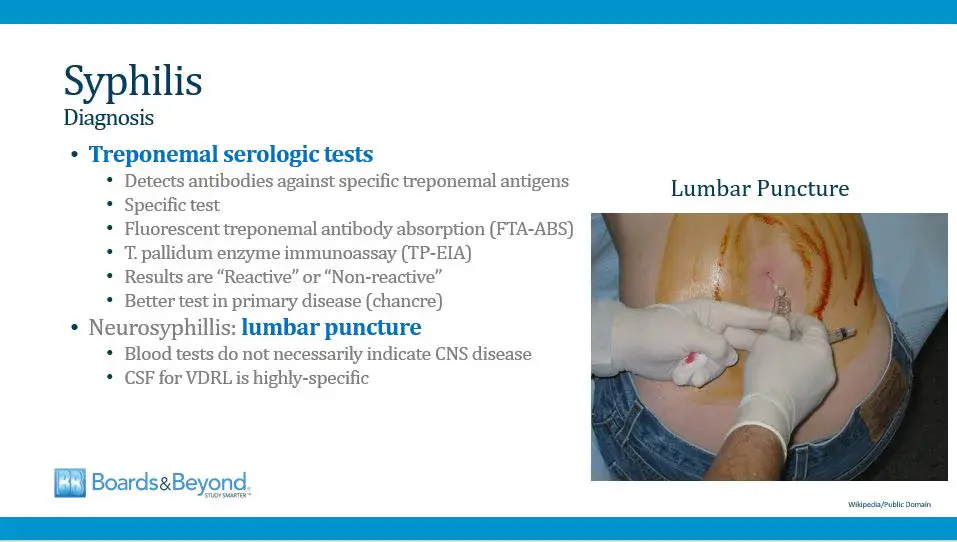 Syphilis
Diagnosis
• Treponemal serologic tests
• Detects antibodies against specific treponemal antigens
• Specific test
• Fluorescent treponemal antibody absorption (FTA-ABS)
• T. pallidum enzyme immunoassay (TP-EIA)
• Results are “Reactive” or “Non-reactive”
• Better test in primary disease (chancre)
• Neurosyphillis: lumbar puncture
• Blood tests do not necessarily indicate CNS disease
• CSF for VDRL is highly-specific
Lumbar Puncture
BB Boards&Beyond.
STUDY SMARTER™
Wikipedia/Public Domain